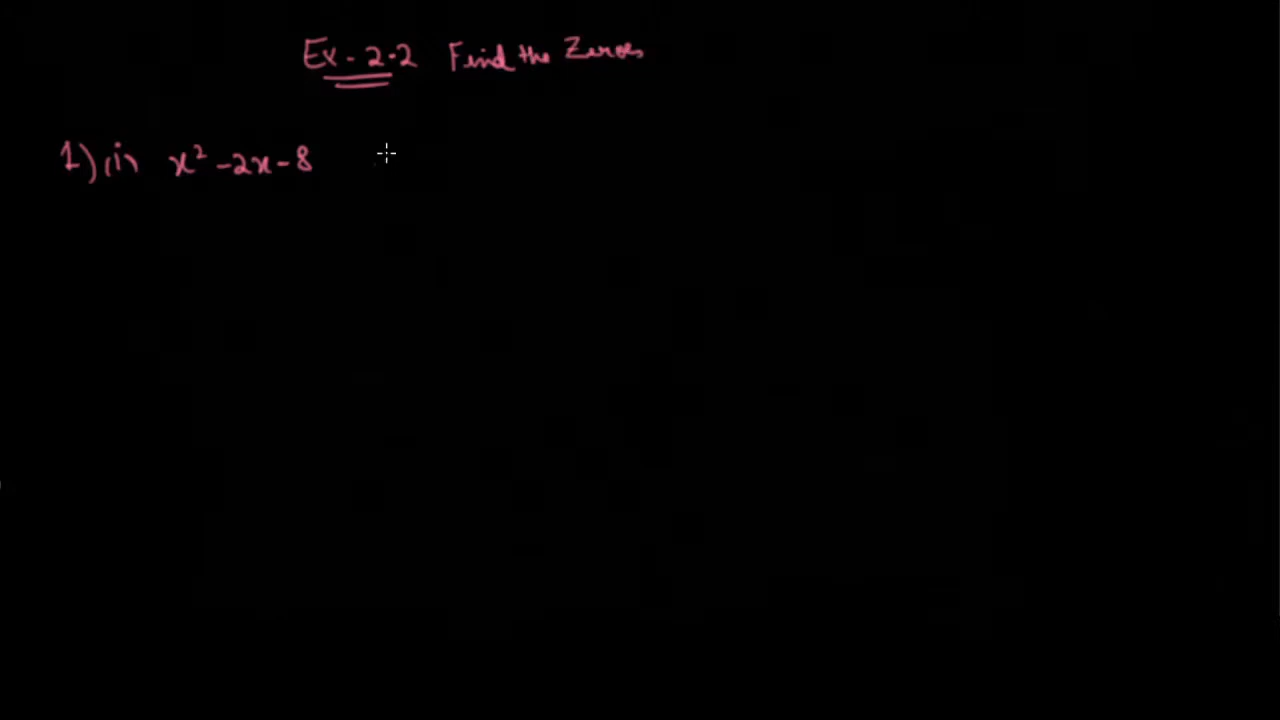 Ex - 2.2 Find the Zeroes
1) (i) x² - 2x - 8